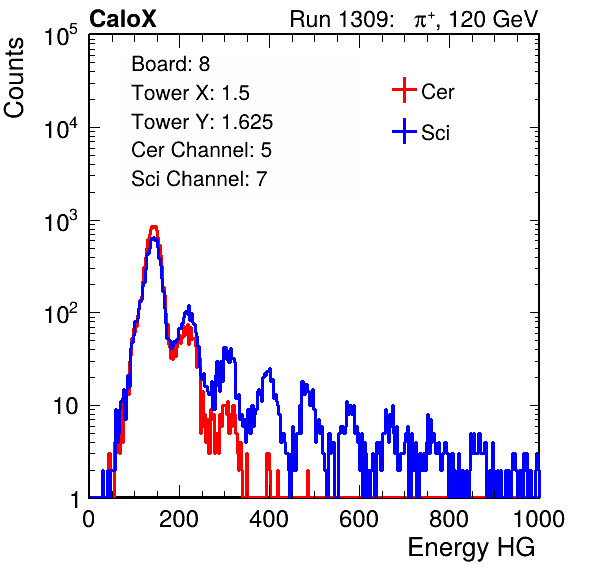 CaloX Run 1309: π⁺, 120 GeV
Counts
10⁵
10⁴
10³
10²
10
1
Board: 8
Tower X: 1.5
Tower Y: 1.625
Cer Channel: 5
Sci Channel: 7
Cer
Sci
0 200 400 600 800 1000
Energy HG